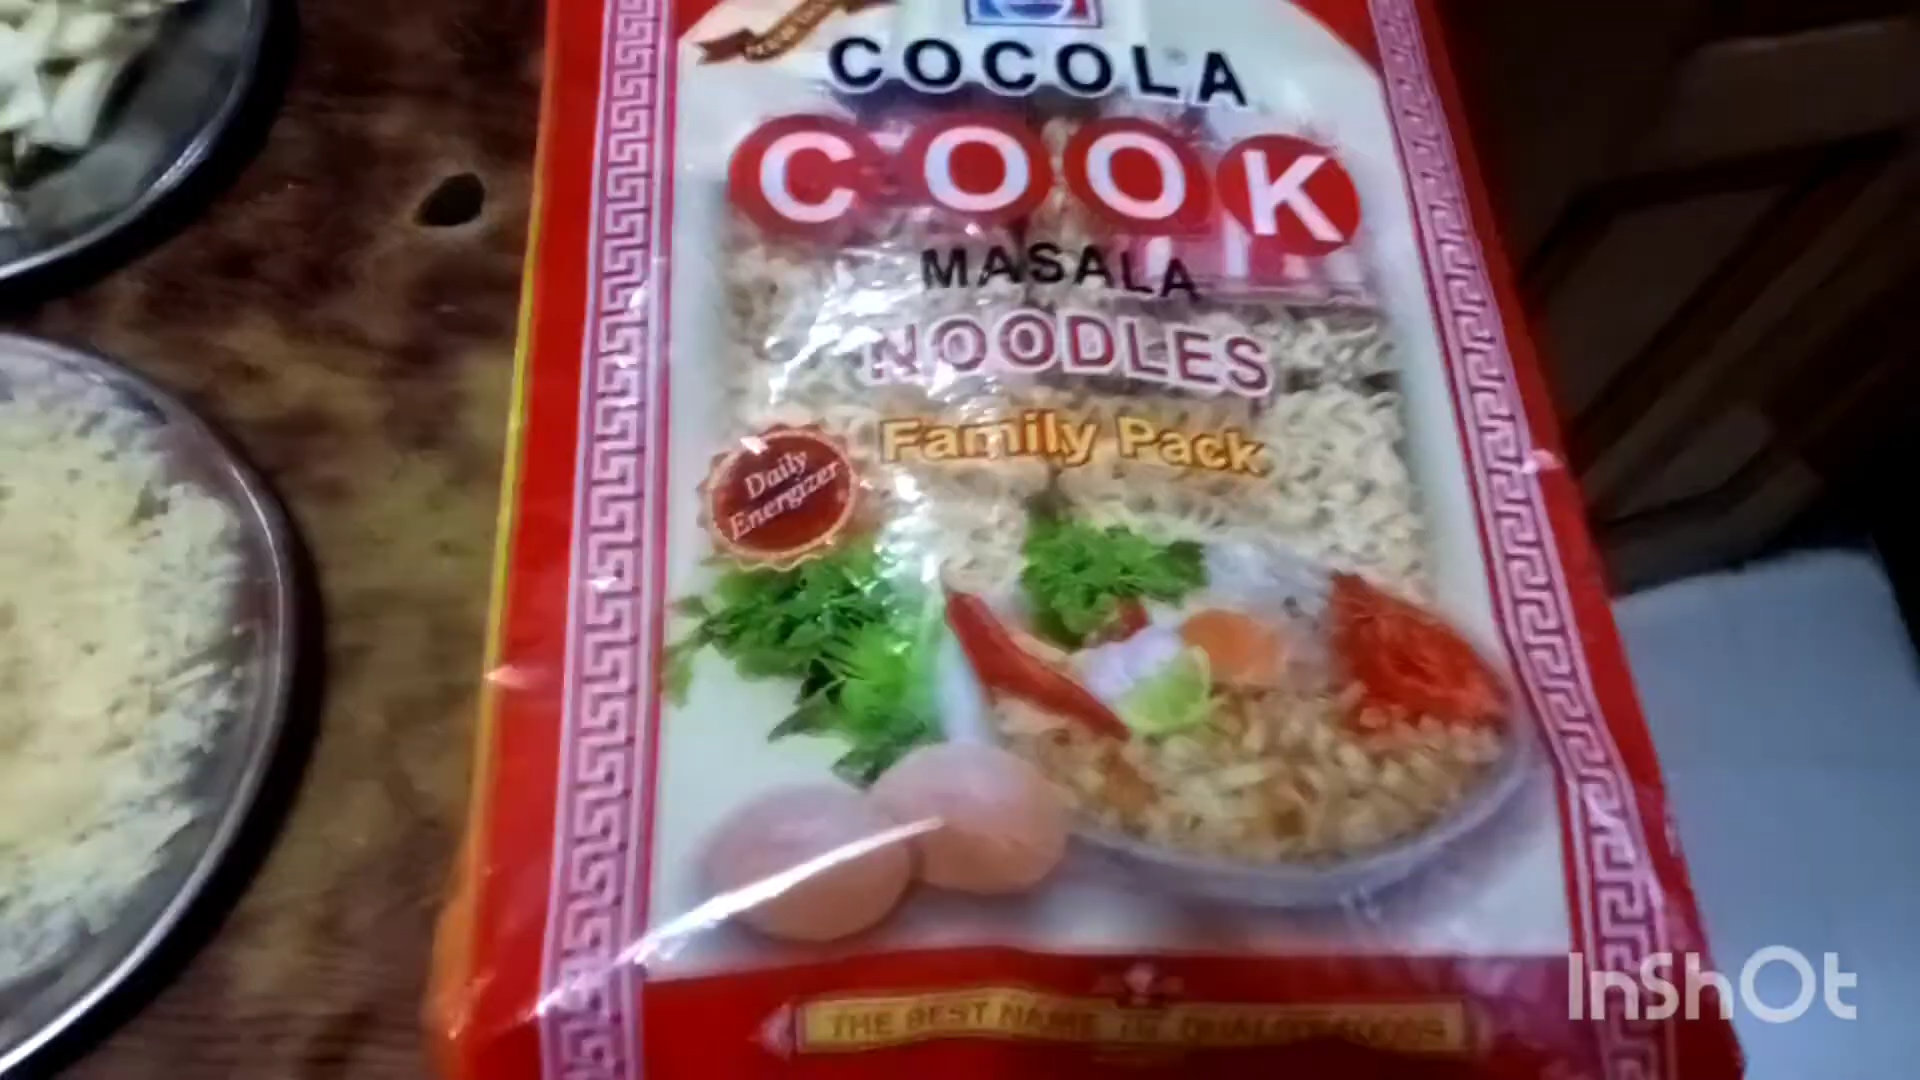 COCOLA
COOK
MASALA
NOODLES
Family Pack
Daily
Energizer
THE BEST NAME
InShOt